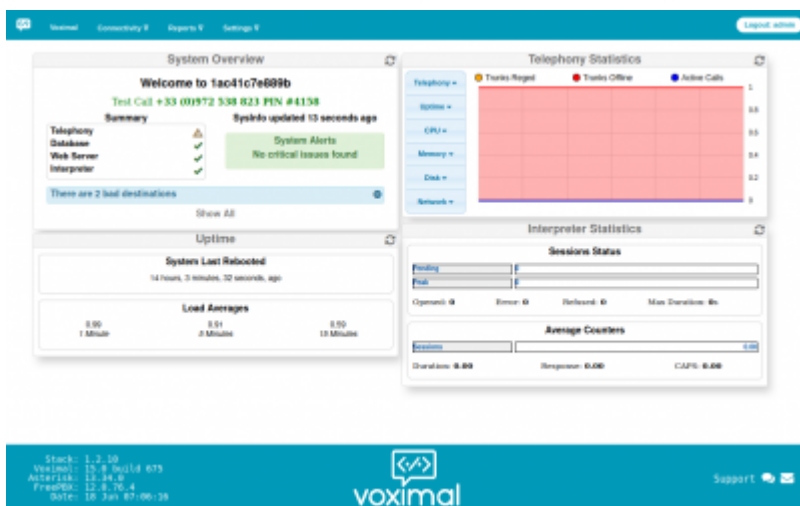 Voximal Connectivity Reports Settings
Logout: admin
System Overview
Welcome to 1ac41c7e889b
Test Call +33 (0)972 538 823 PIN #4158
Summary
Telephony
Database
Web Server
Interpreter
SysInfo updated 13 seconds ago
System Alerts
No critical issues found
There are 2 bad destinations
Show All
Uptime
System Last Rebooted
14 hours, 3 minutes, 32 seconds, ago
Load Averages
1 Minute
5 Minutes
15 Minutes
Telephony Statistics
Telephony
Uptime
CPU
Memory
Disk
Network
Trunks Reged Trunks Offline Active Calls
1
0.8
0.6
0.4
0.2
0
Interpreter Statistics
Sessions Status
Pending
Peak
Opened: 0 Error: 0 Refused: 0 Max Duration: 0s
Average Counters
Sessions 0.00
Duration: 0.00 Response: 0.00 CAPS: 0.00
Stack: 1.2.10
Voximal: 15.0 build 675
Asterisk: 13.34.0
FreePBX: 12.0.76.4
Date: 18 Jun 07:06:16
voximal
Support